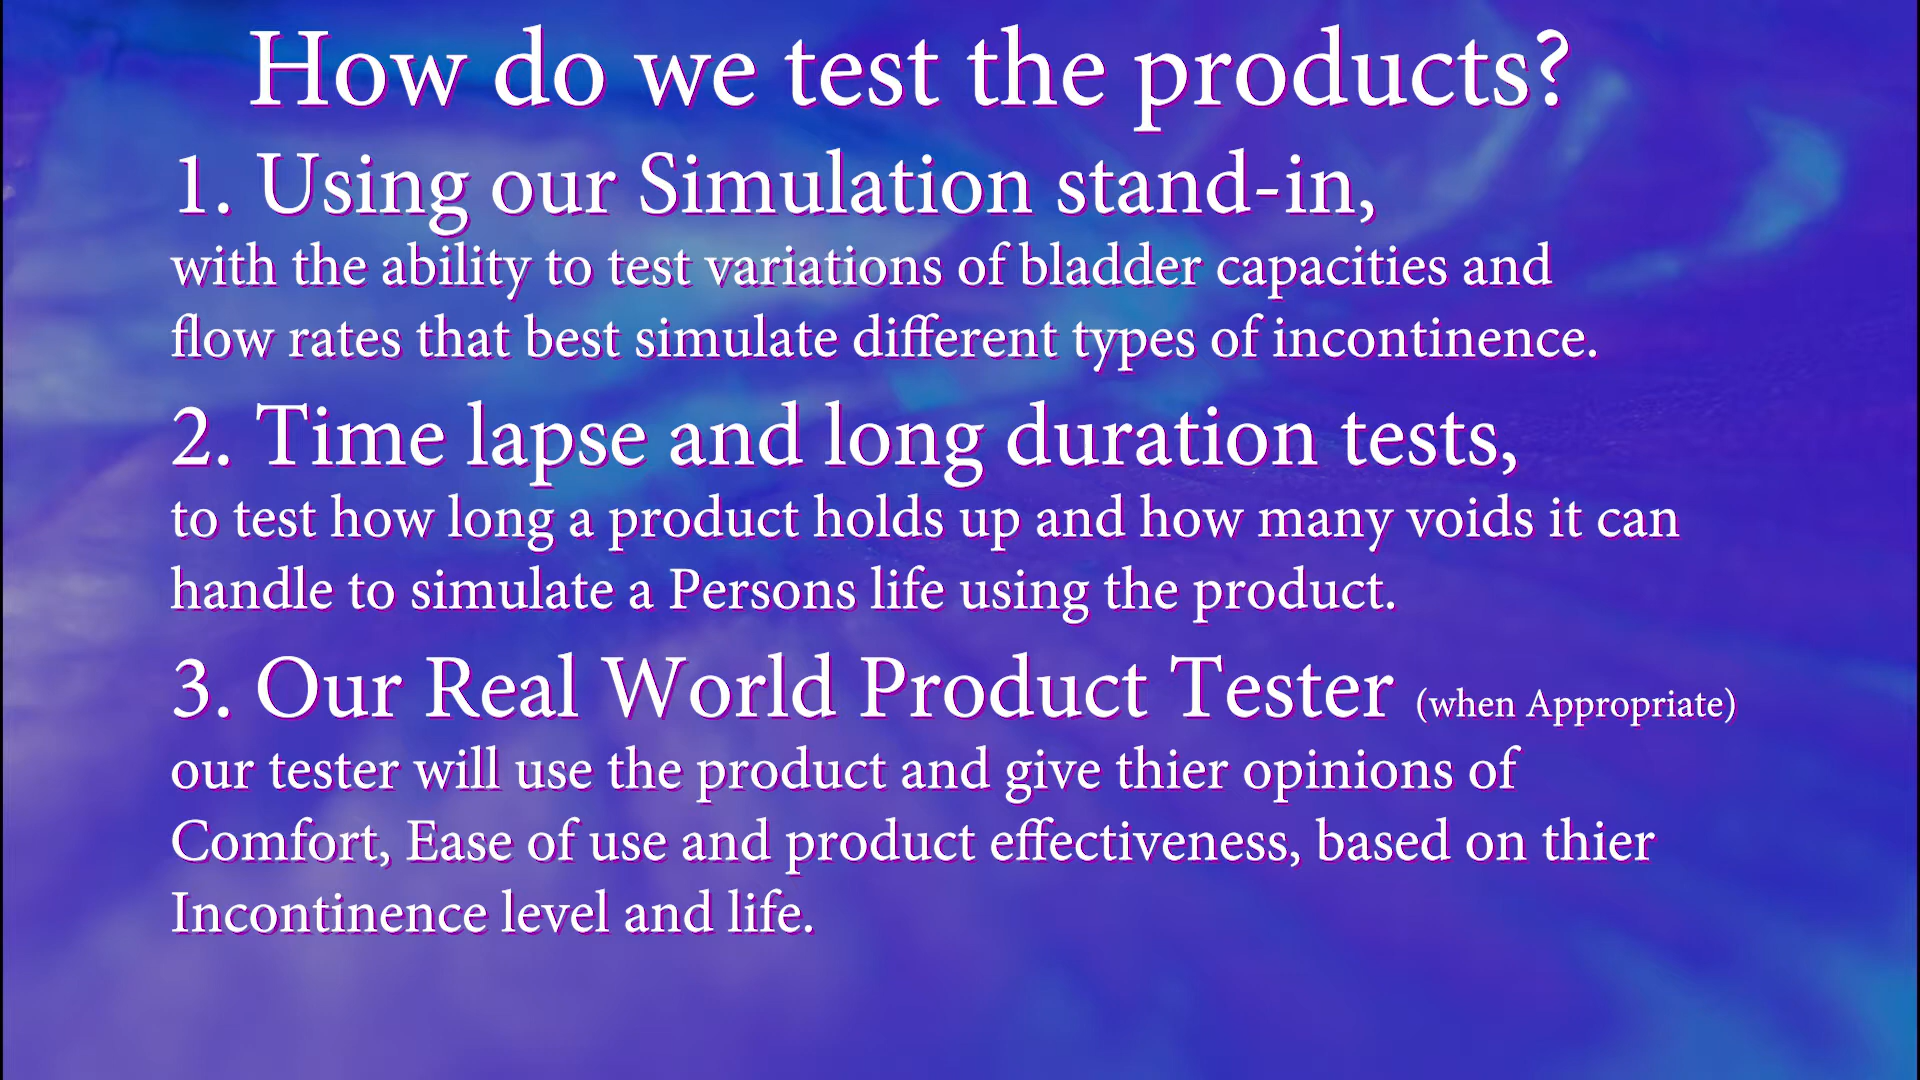 How do we test the products?
1. Using our Simulation stand-in,
with the ability to test variations of bladder capacities and
flow rates that best simulate different types of incontinence.
2. Time lapse and long duration tests,
to test how long a product holds up and how many voids it can
handle to simulate a Persons life using the product.
3. Our Real World Product Tester (when Appropriate)
our tester will use the product and give thier opinions of
Comfort, Ease of use and product effectiveness, based on thier
Incontinence level and life.